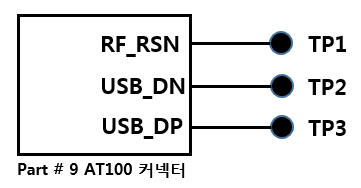 RF_RSN TP1
USB_DN TP2
USB_DP TP3
Part # 9 AT100 커넥터